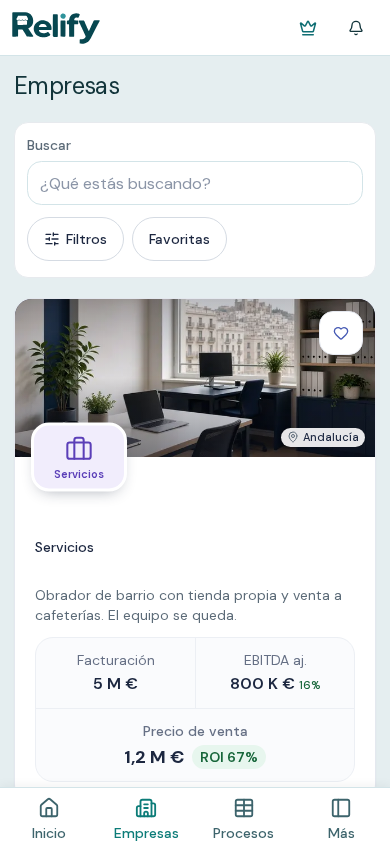 Relify
Empresas
Buscar
¿Qué estás buscando?
Filtros
Favoritas
Andalucía
Servicios
Servicios
Obrador de barrio con tienda propia y venta a
cafeterías. El equipo se queda.
Facturación
5 M €
EBITDA aj.
800 K € 16%
Precio de venta
1,2 M € ROI 67%
Inicio
Empresas
Procesos
Más